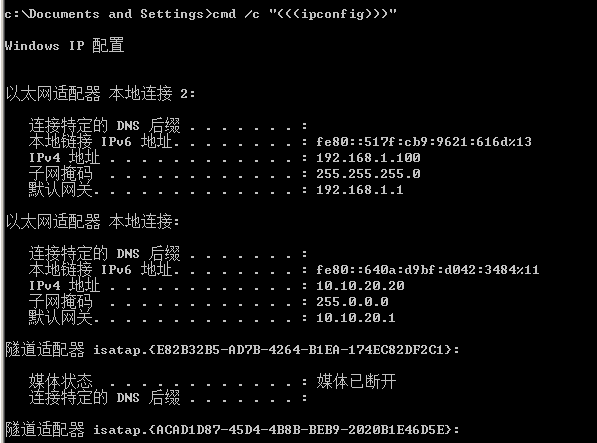 c:\Documents and Settings>cmd /c "(((ipconfig)))"
Windows IP 配置
以太网适配器 本地连接 2:
连接特定的 DNS 后缀 . . . . . . . :
本地链接 IPv6 地址. . . . . . . . : fe80::517f:cb9:9621:616d%13
IPv4 地址 . . . . . . . . . . . . : 192.168.1.100
子网掩码 . . . . . . . . . . . . : 255.255.255.0
默认网关. . . . . . . . . . . . . : 192.168.1.1
以太网适配器 本地连接:
连接特定的 DNS 后缀 . . . . . . . :
本地链接 IPv6 地址. . . . . . . . : fe80::640a:d9bf:d042:3484%11
IPv4 地址 . . . . . . . . . . . . : 10.10.20.20
子网掩码 . . . . . . . . . . . . : 255.0.0.0
默认网关. . . . . . . . . . . . . : 10.10.20.1
隧道适配器 isatap.{E82B32B5-AD7B-4264-B1EA-174EC82DF2C1}:
媒体状态 . . . . . . . . . . . . : 媒体已断开
连接特定的 DNS 后缀 . . . . . . . :
隧道适配器 isatap.{ACAD1D87-45D4-4B8B-BEB9-2020B1E46D5E}: